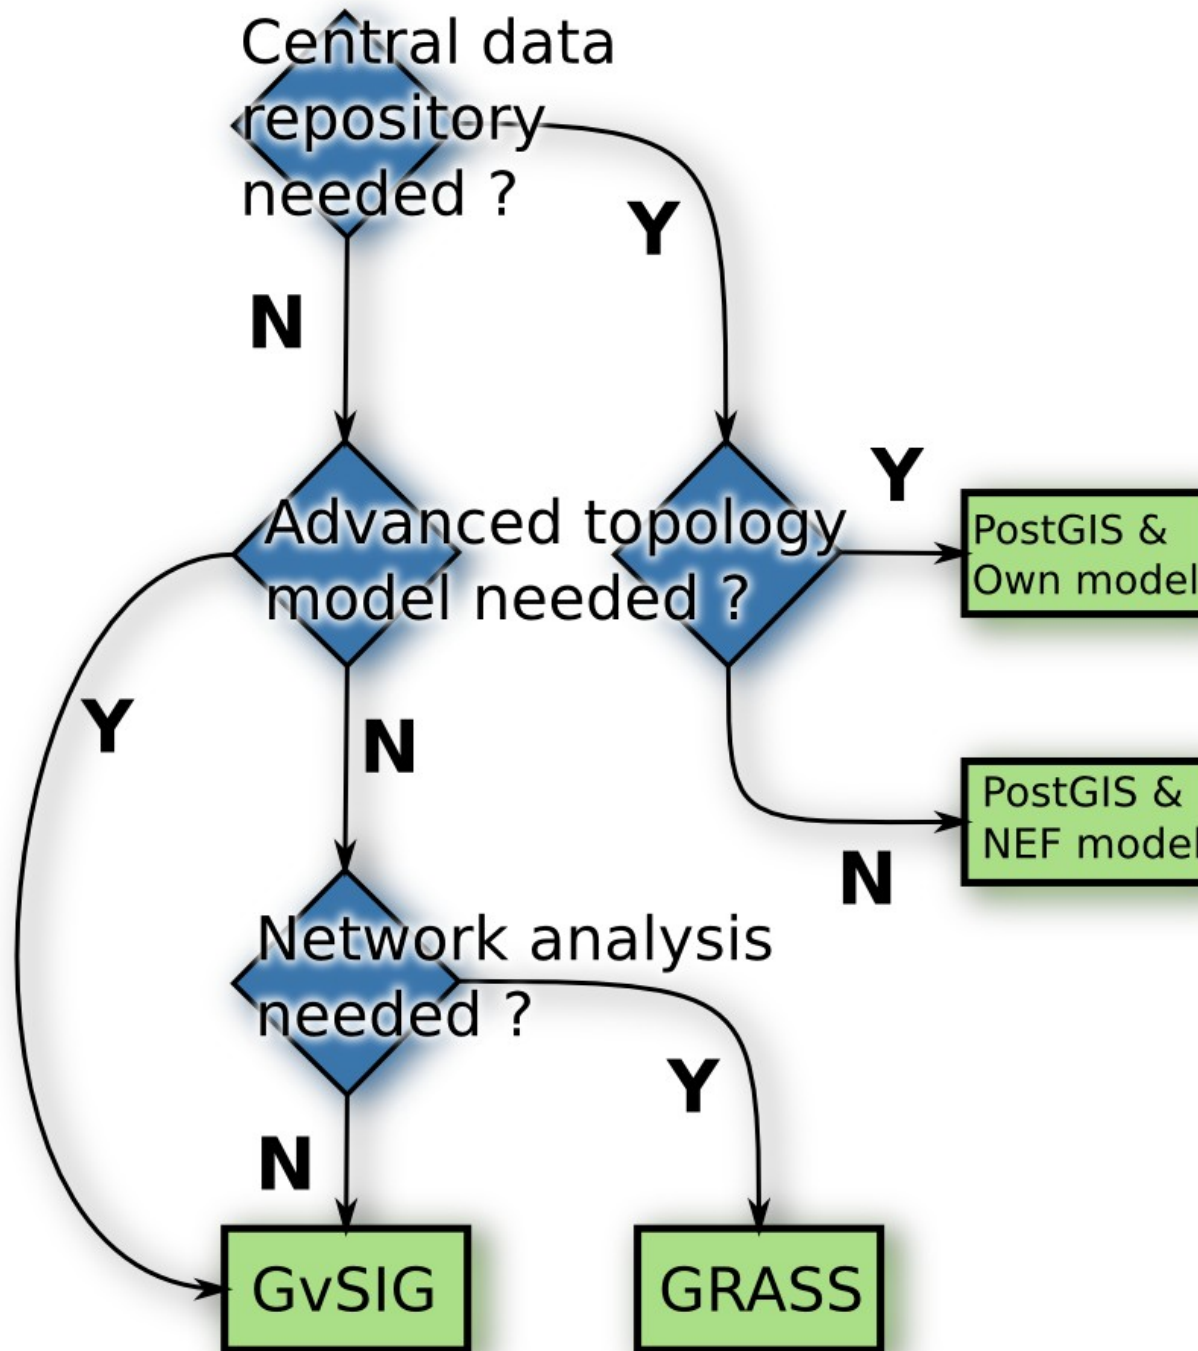 Central data
repository
needed ?
Y
N
Advanced topology
model needed ?
Y
PostGIS &
Own model
Y
N
PostGIS &
NEF model
N
Network analysis
needed ?
Y
N
GvSIG
GRASS